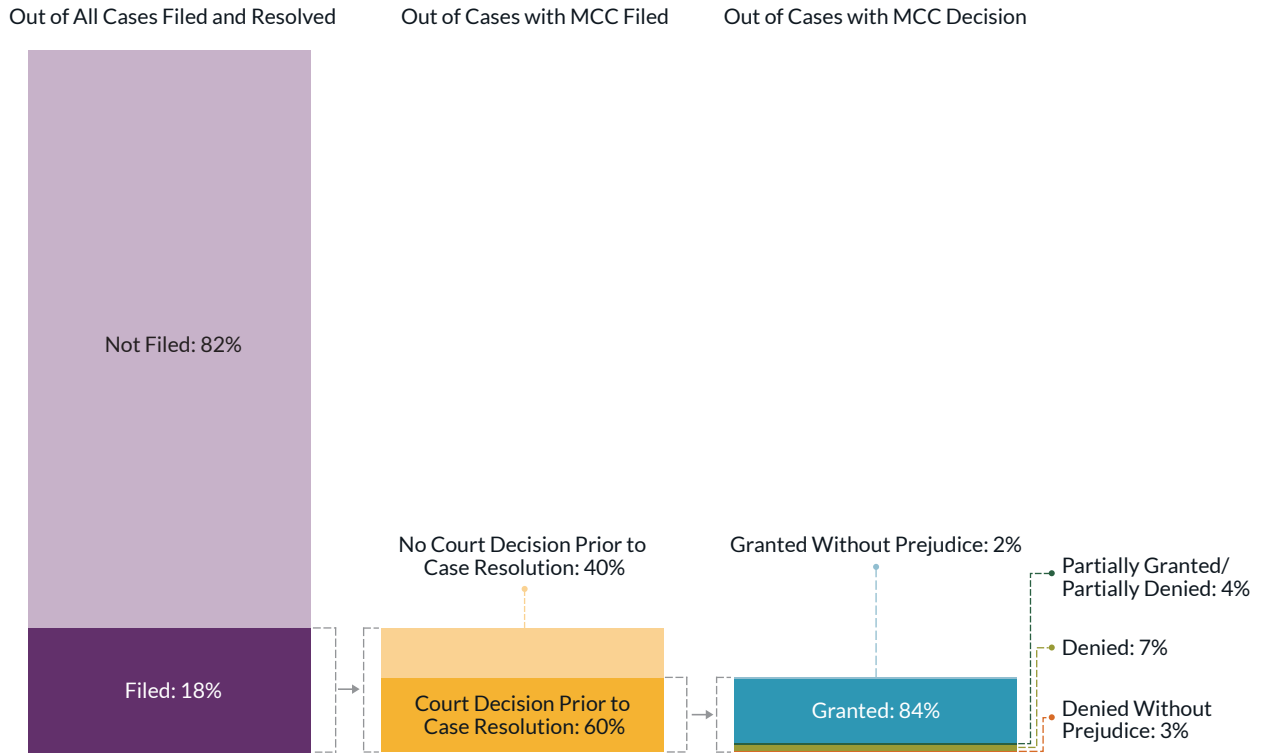 Out of All Cases Filed and Resolved
Out of Cases with MCC Filed
Out of Cases with MCC Decision
Not Filed: 82%
Filed: 18%
No Court Decision Prior to
Case Resolution: 40%
Court Decision Prior to
Case Resolution: 60%
Granted Without Prejudice: 2%
Granted: 84%
Partially Granted/
Partially Denied: 4%
Denied: 7%
Denied Without
Prejudice: 3%